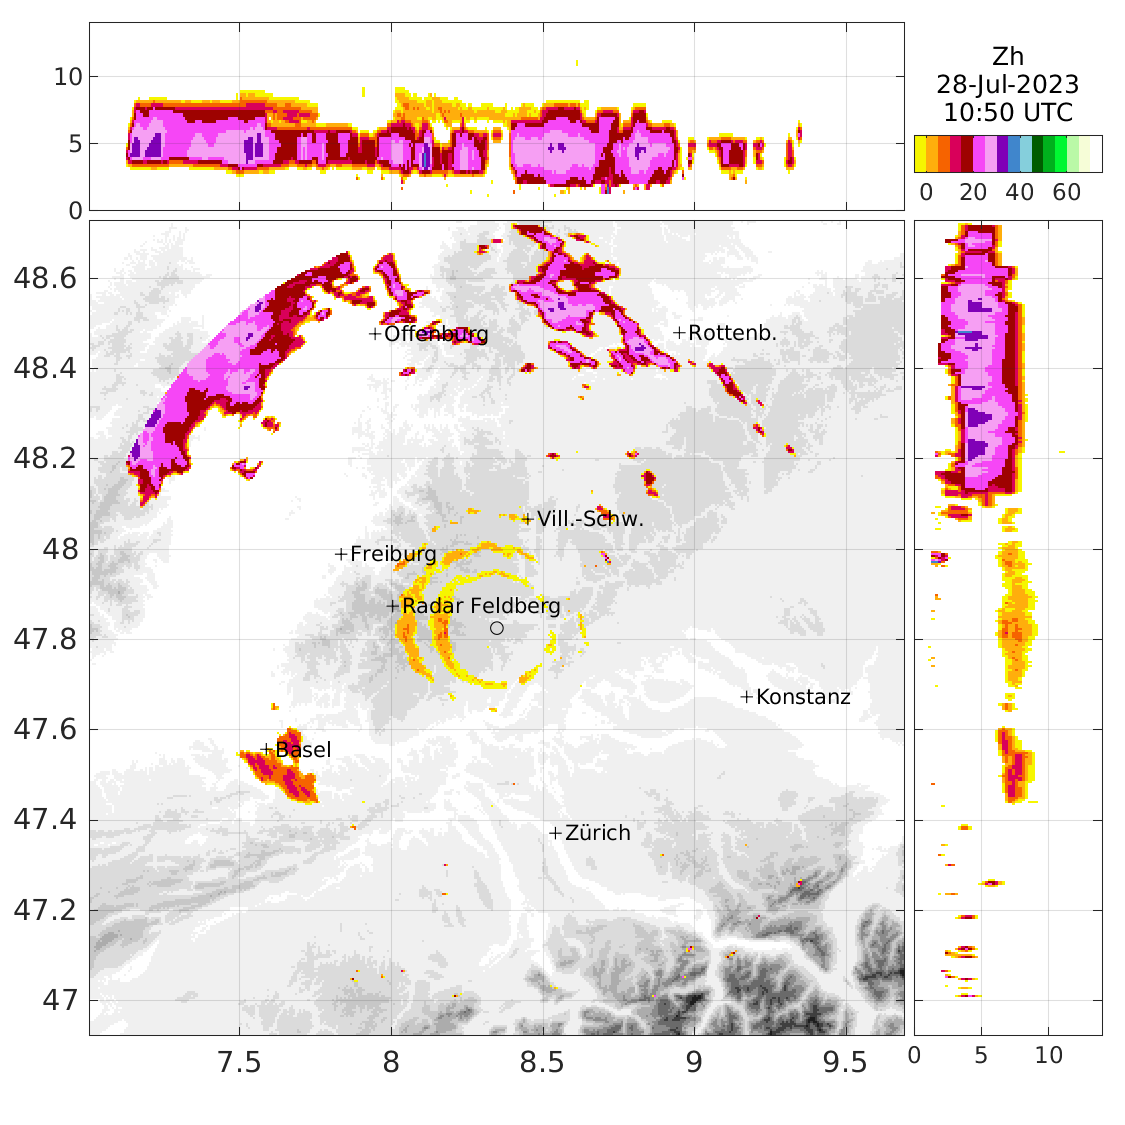 10
5
0
Zh
28-Jul-2023
10:50 UTC
0 20 40 60
48.6
48.4
48.2
48
47.8
47.6
47.4
47.2
47
+Offenburg
+Rottenb.
+Vill.-Schw.
+Freiburg
+Radar Feldberg
+Konstanz
+Basel
+Zürich
7.5 8 8.5 9 9.5
0 5 10